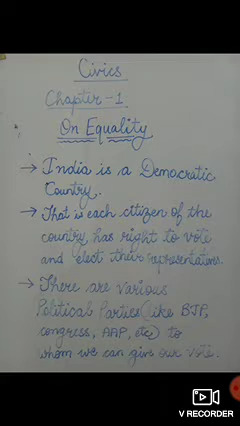 Civics
Chapter-1
On Equality
→ India is a Democratic
Country.
→ That is each citizen of the
country has right to vote
and elect their representatives.
→ There are various
Political Parties (like BJP,
congress, AAP, etc) to
whom we can give our vote.
V RECORDER